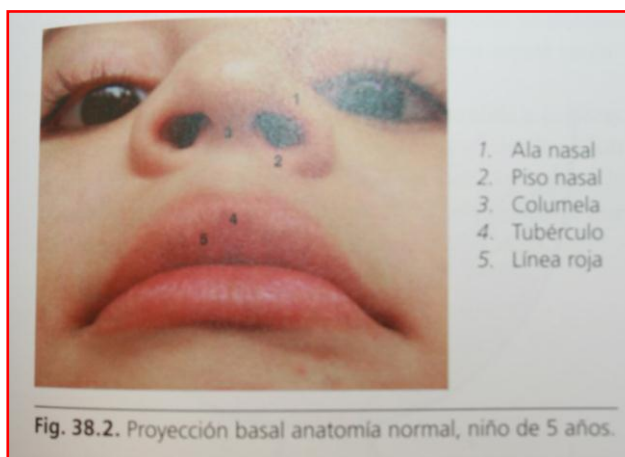 1
3
2
4
5
1. Ala nasal
2. Piso nasal
3. Columela
4. Tubérculo
5. Línea roja
Fig. 38.2. Proyección basal anatomía normal, niño de 5 años.